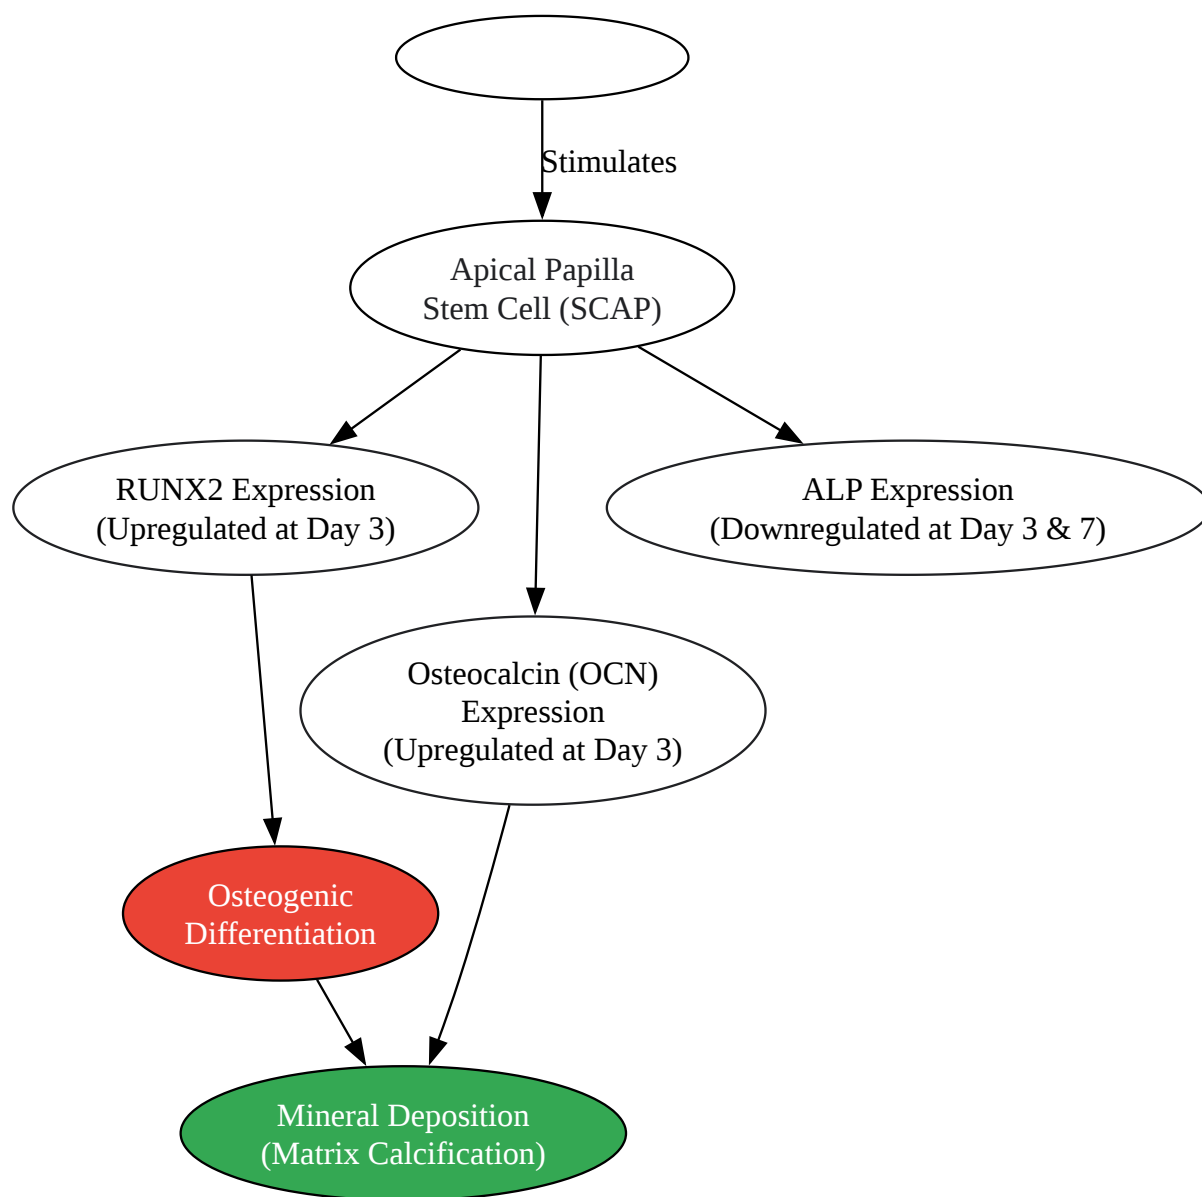 Stimulates
Apical Papilla
Stem Cell (SCAP)
RUNX2 Expression
(Upregulated at Day 3)
ALP Expression
(Downregulated at Day 3 & 7)
Osteocalcin (OCN)
Expression
(Upregulated at Day 3)
Osteogenic
Differentiation
Mineral Deposition
(Matrix Calcification)